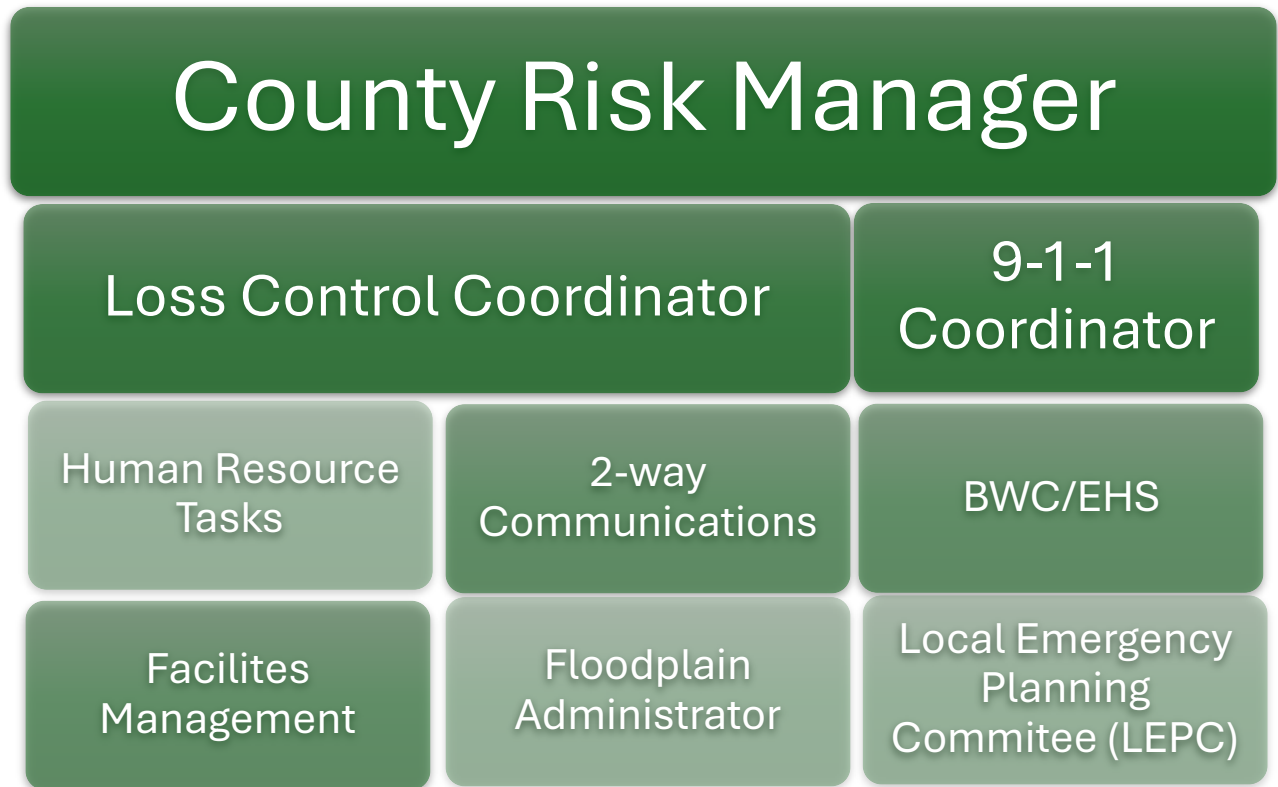 County Risk Manager
Loss Control Coordinator
9-1-1
Coordinator
Human Resource
Tasks
2-way
Communications
BWC/EHS
Facilites
Management
Floodplain
Administrator
Local Emergency
Planning
Commitee (LEPC)